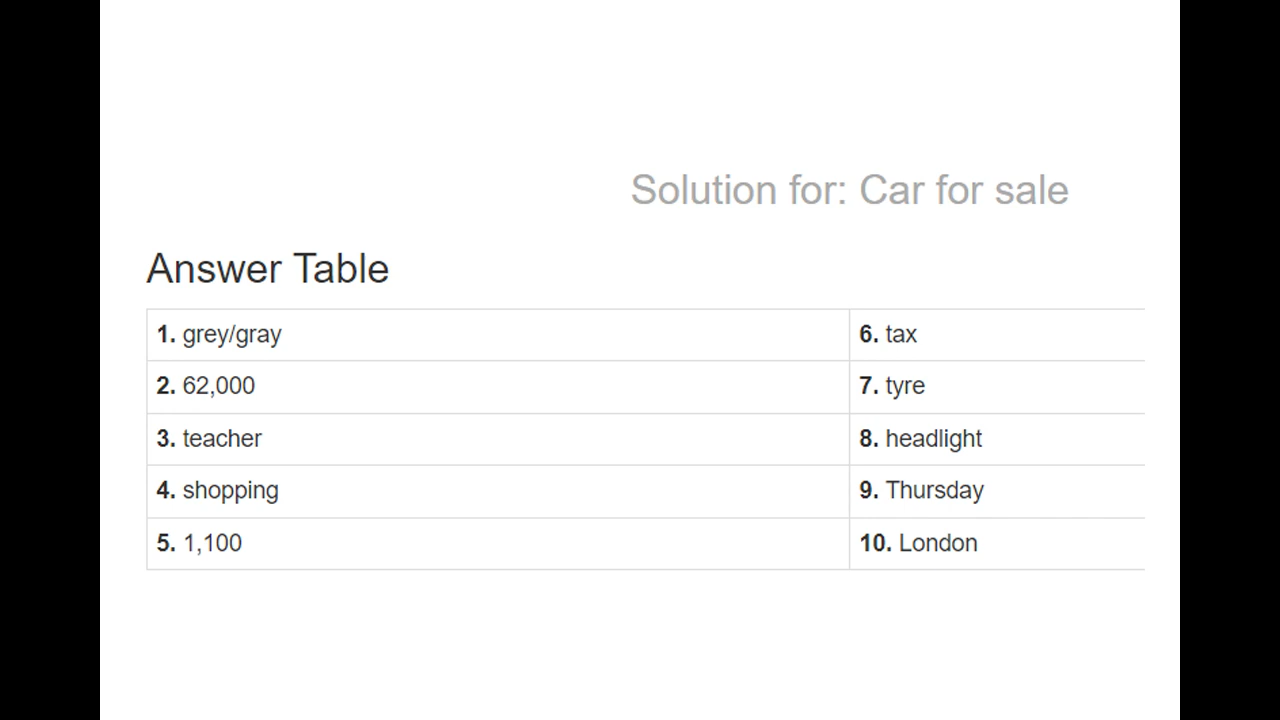 Solution for: Car for sale
Answer Table
1. grey/gray
6. tax
2. 62,000
7. tyre
3. teacher
8. headlight
4. shopping
9. Thursday
5. 1,100
10. London